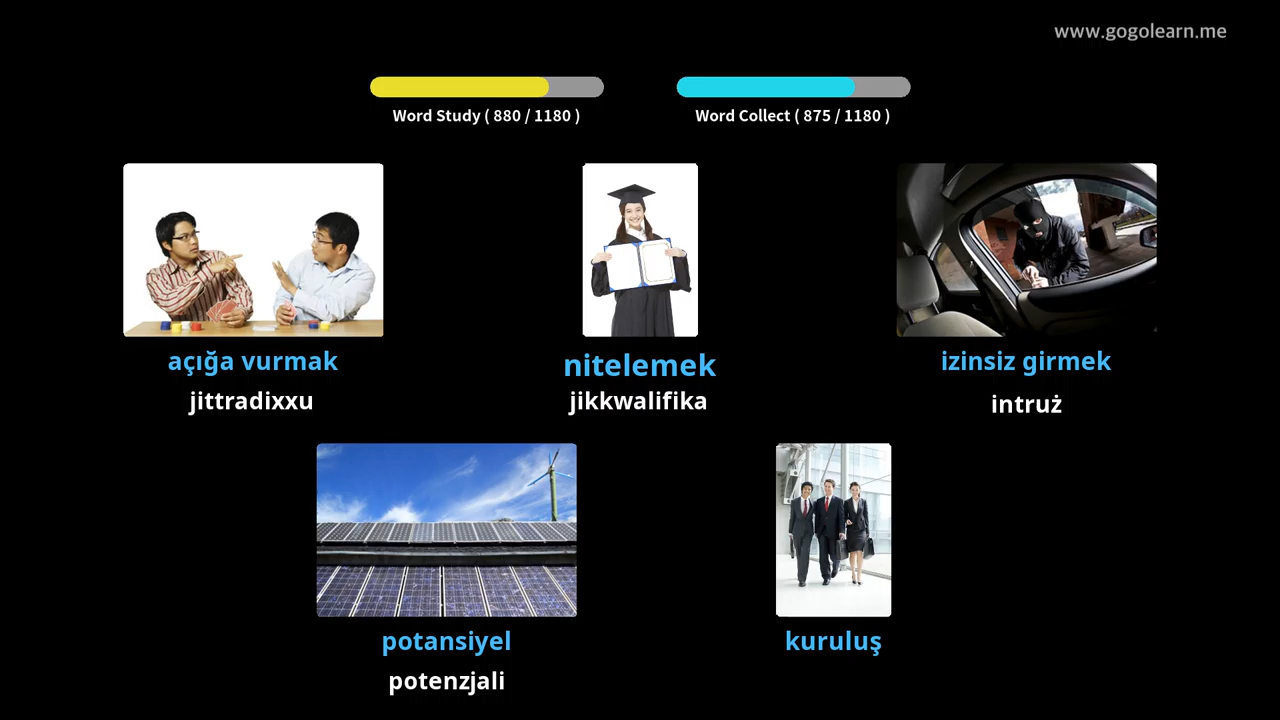 www.gogolearn.me
Word Study ( 880 / 1180 )
Word Collect ( 875 / 1180 )
açığa vurmak
jittradixxu
nitelemek
jikkwalifika
izinsiz girmek
intruż
potansiyel
potenzjali
kuruluş